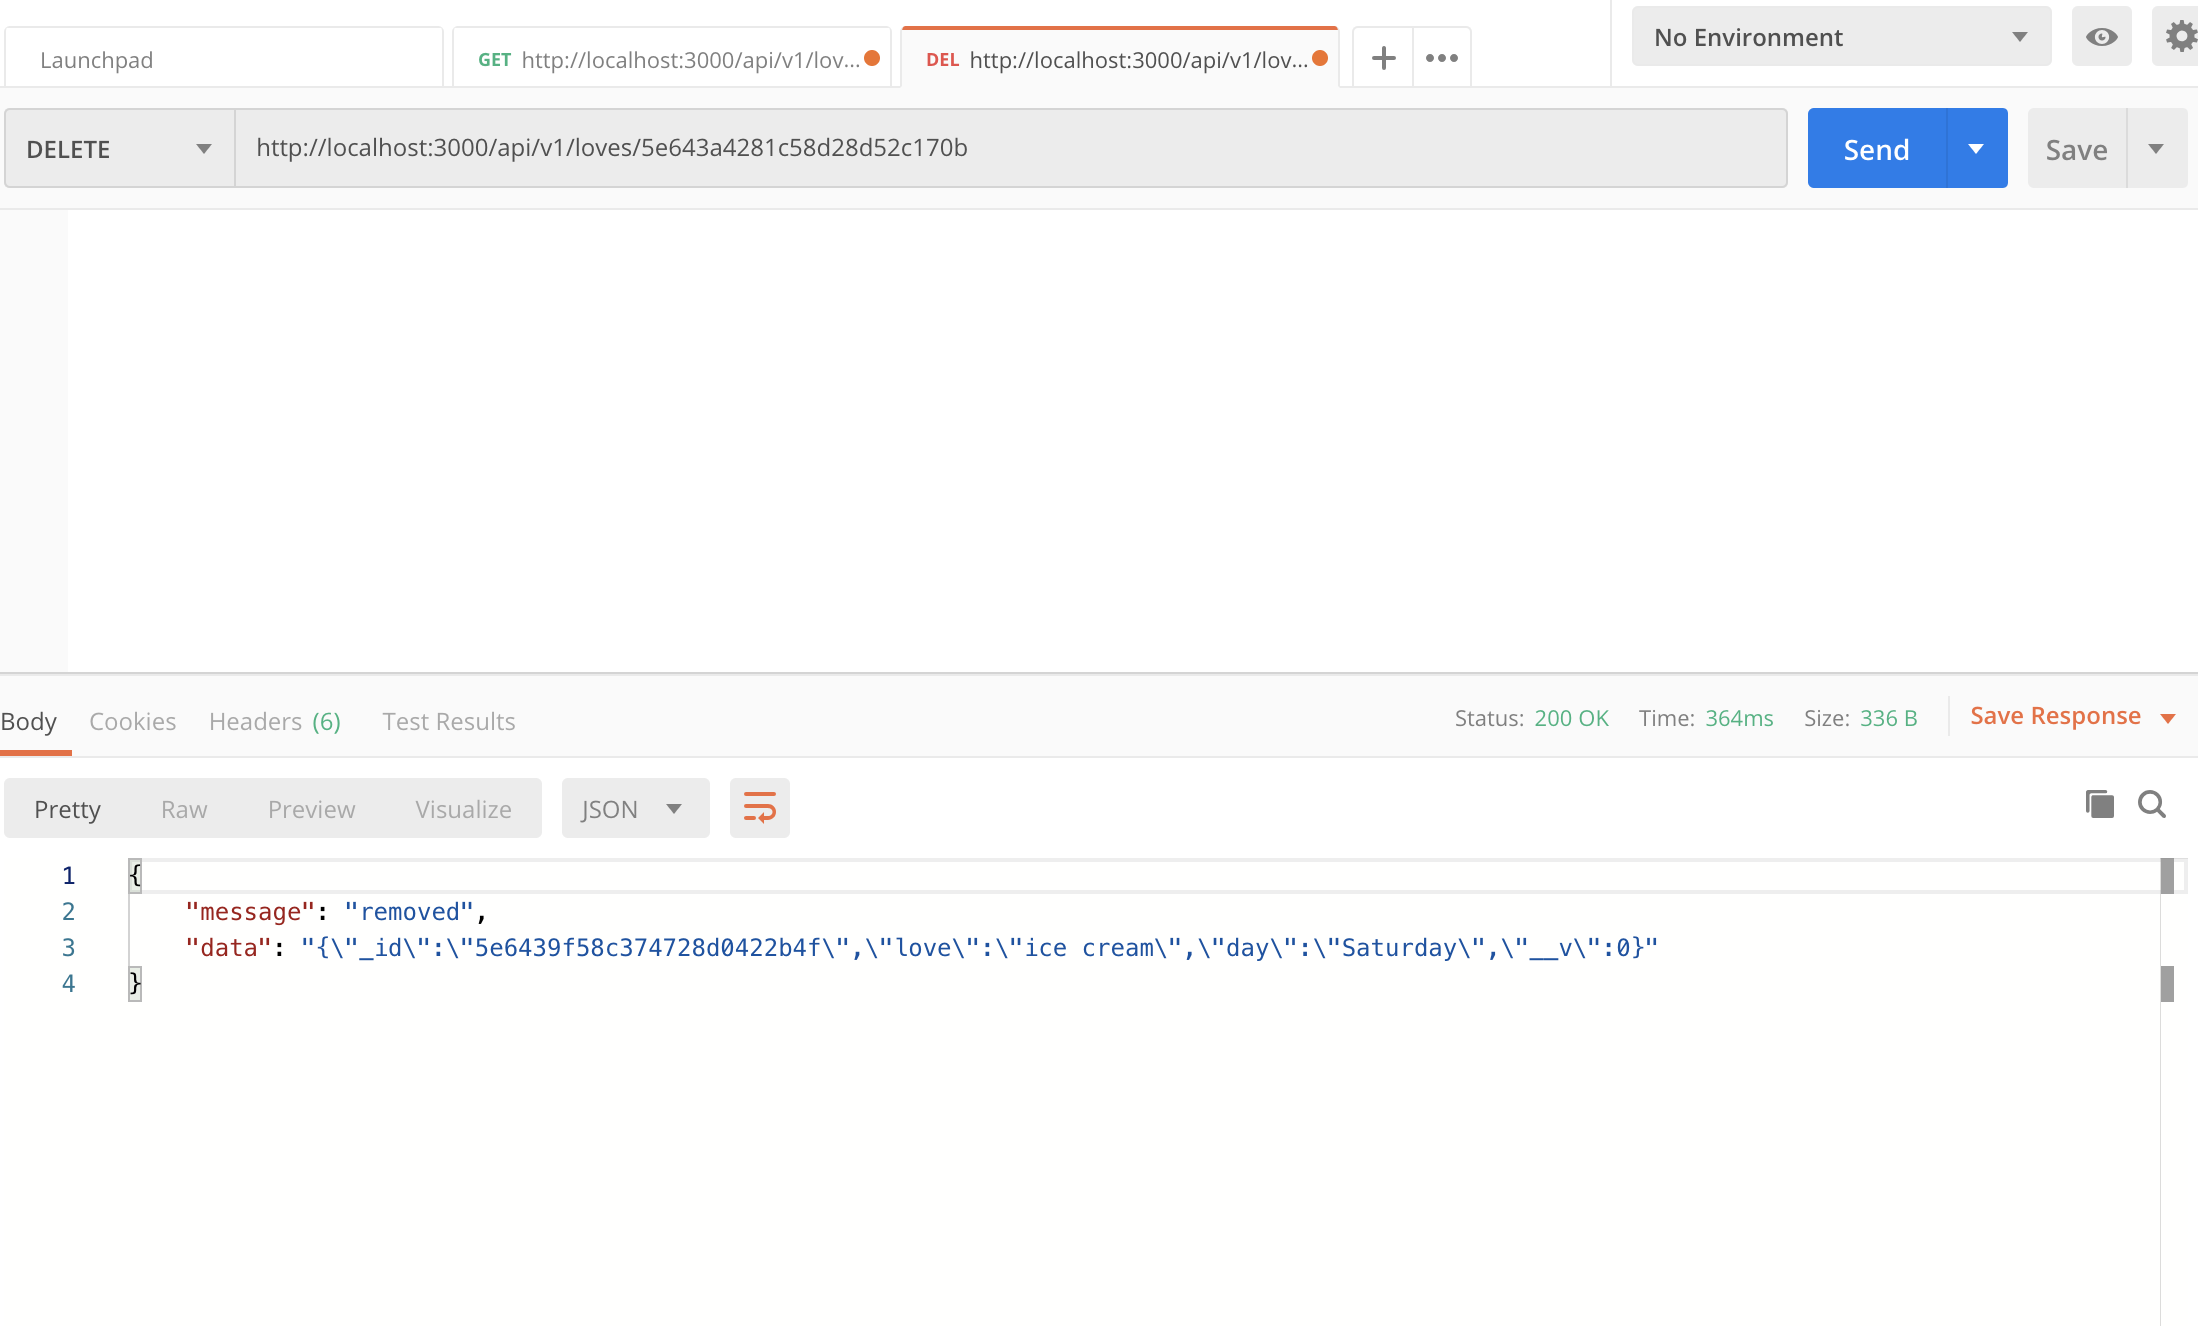 Launchpad
GET http://localhost:3000/api/v1/lov...
DEL http://localhost:3000/api/v1/lov...
No Environment
DELETE
http://localhost:3000/api/v1/loves/5e643a4281c58d28d52c170b
Send
Save
Body Cookies Headers (6) Test Results
Status: 200 OK Time: 364ms Size: 336 B
Save Response
Pretty Raw Preview Visualize JSON
1 {
2 "message": "removed",
3 "data": "{\"_id\":\"5e6439f58c374728d0422b4f\",\"love\":\"ice cream\",\"day\":\"Saturday\",\"__v\":0}"
4 }